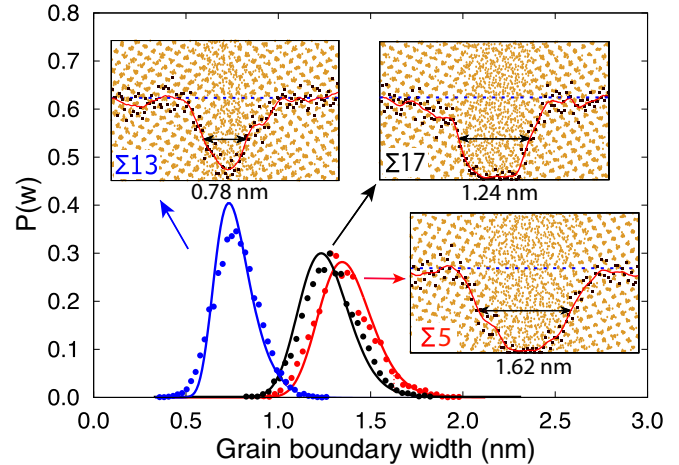 0.8
0.7
0.6
0.5
0.4
0.3
0.2
0.1
0.0
P(w)
Σ13
0.78 nm
Σ17
1.24 nm
Σ5
1.62 nm
0.0 0.5 1.0 1.5 2.0 2.5 3.0
Grain boundary width (nm)